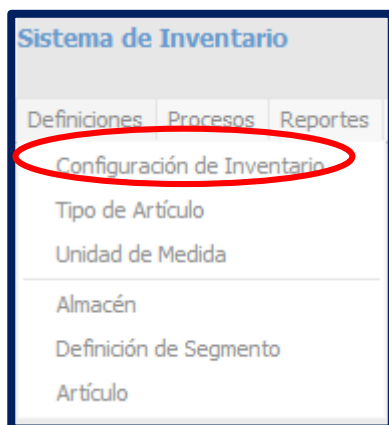 Sistema de Inventario
Definiciones Procesos Reportes
Configuración de Inventario
Tipo de Artículo
Unidad de Medida
Almacén
Definición de Segmento
Artículo